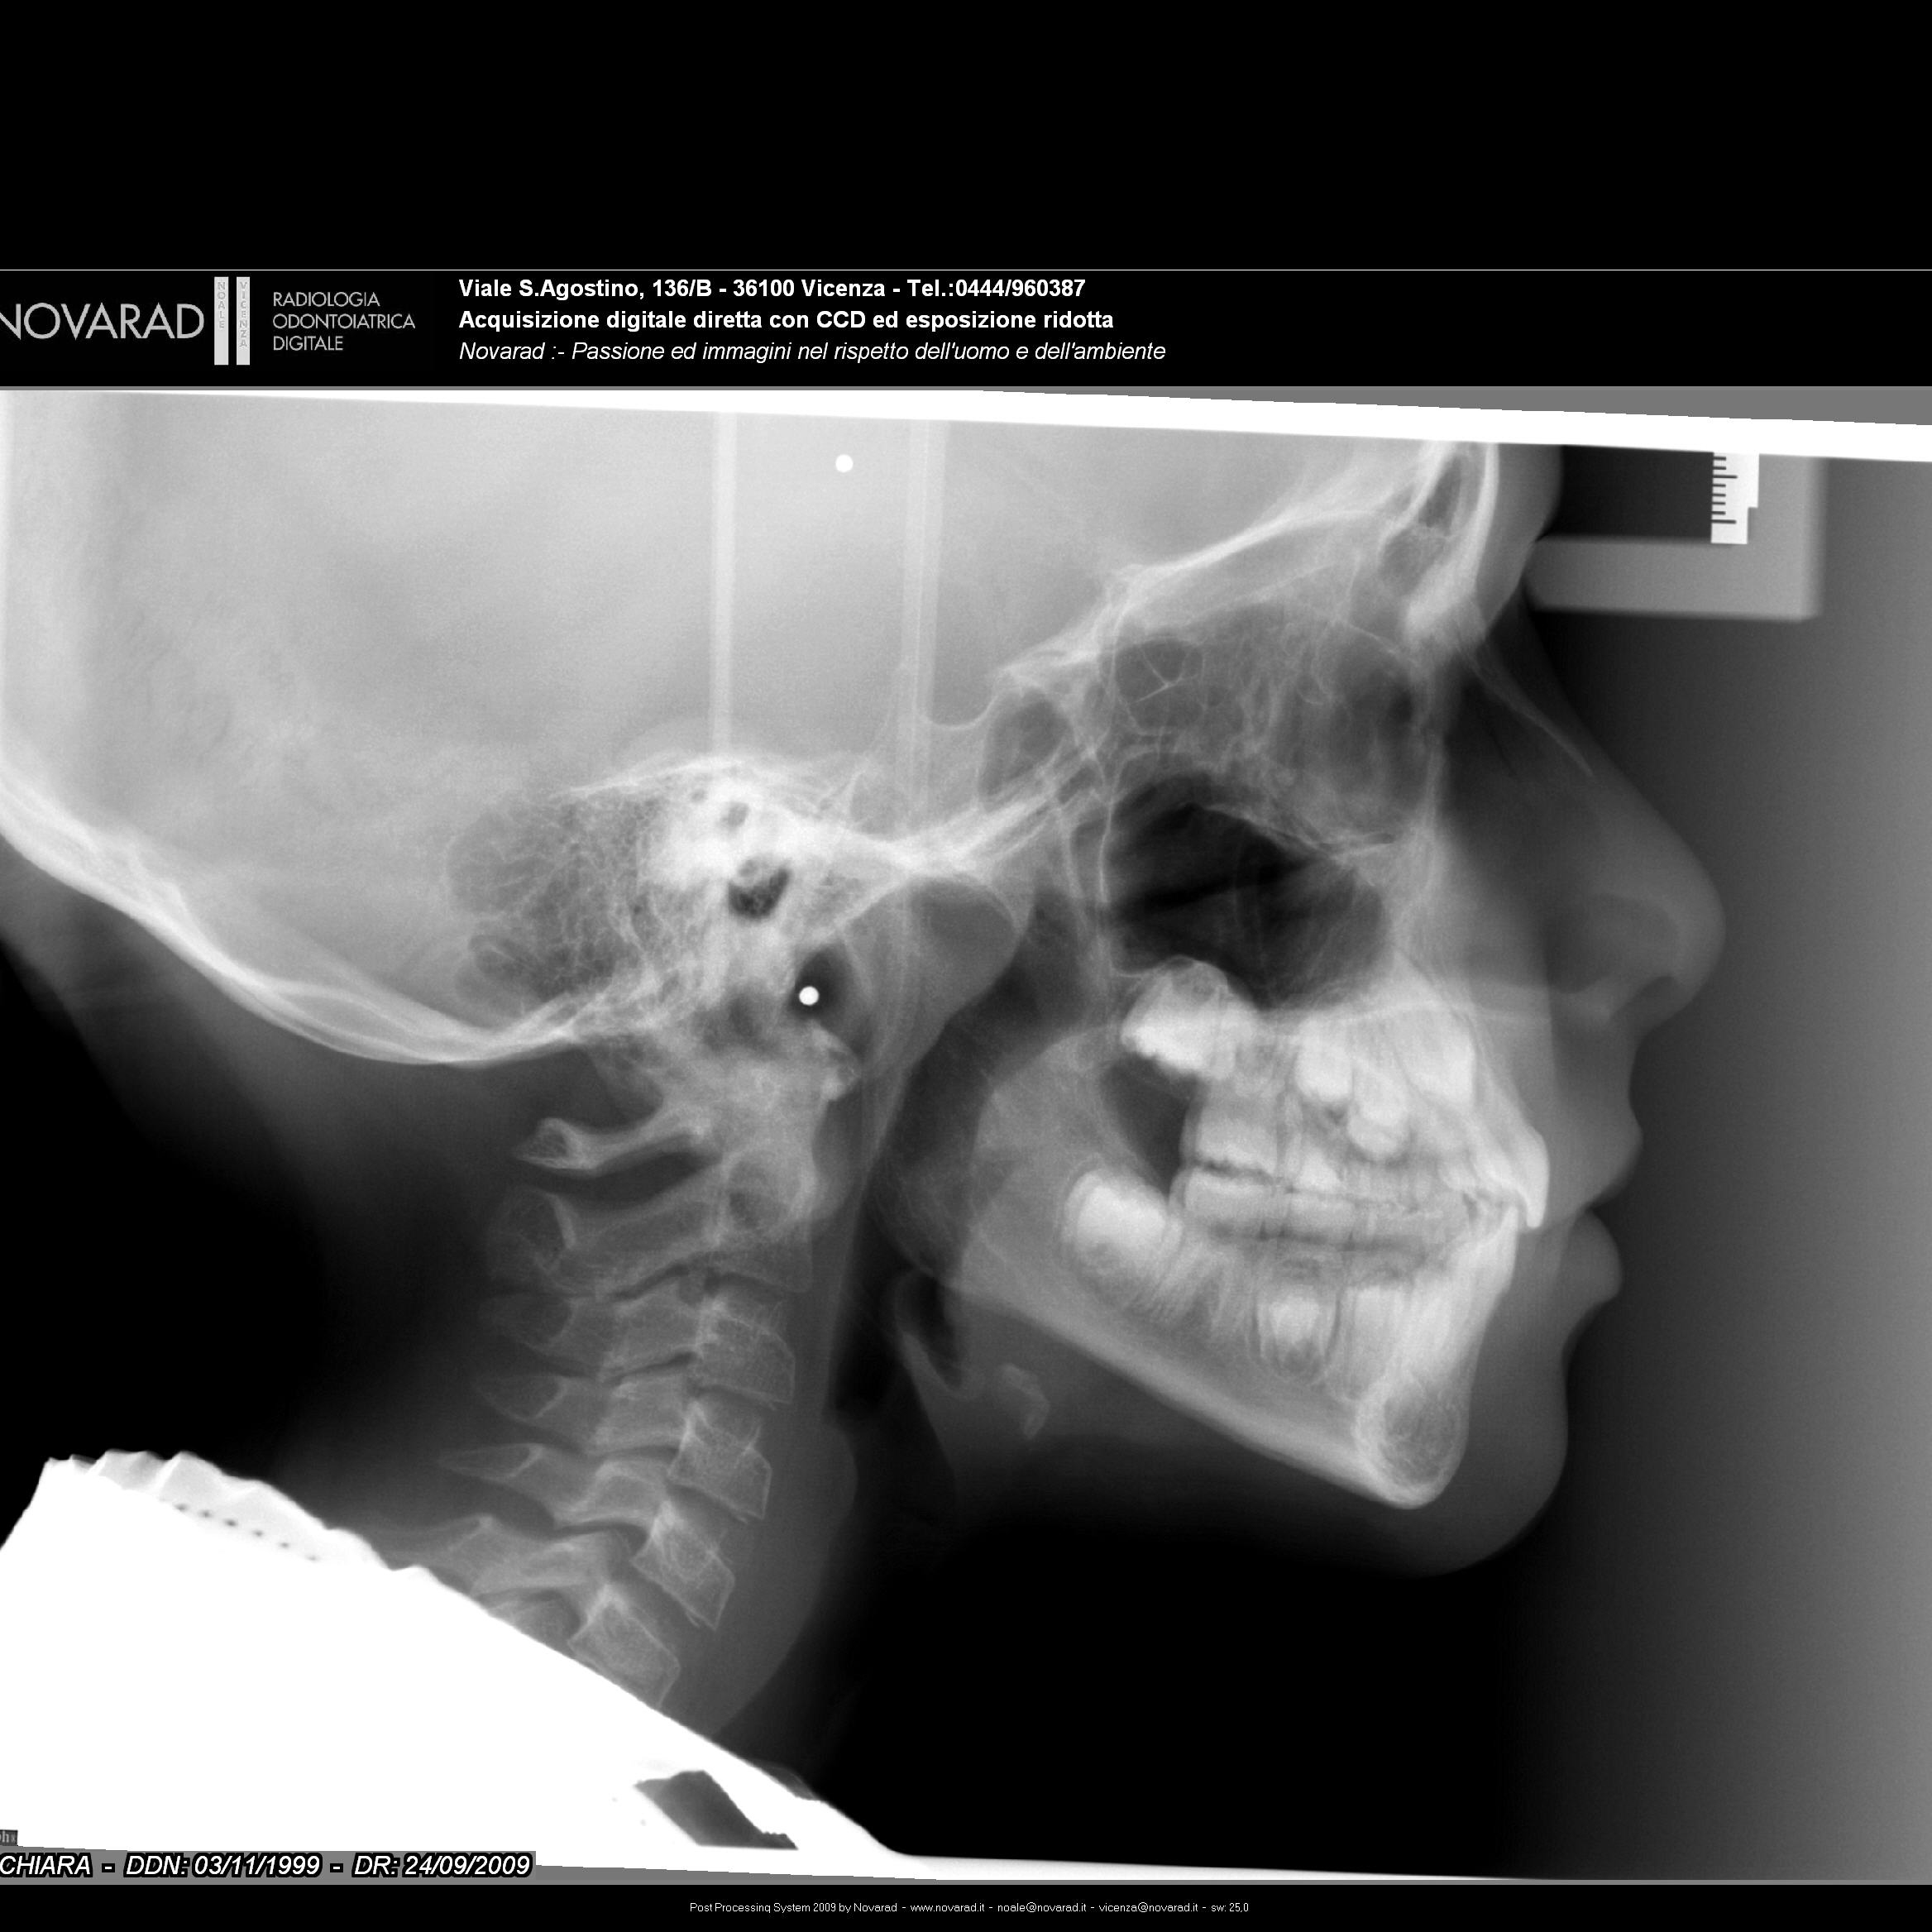 NOVARAD
NOALE
VICENZA
RADIOLOGIA
ODONTOIATRICA
DIGITALE
Viale S.Agostino, 136/B - 36100 Vicenza - Tel.:0444/960387
Acquisizione digitale diretta con CCD ed esposizione ridotta
Novarad :- Passione ed immagini nel rispetto dell'uomo e dell'ambiente
CHIARA - DDN: 03/11/1999 - DR: 24/09/2009
Post Processing System 2009 by Novarad - www.novarad.it - noale@novarad.it - vicenza@novarad.it - sw: 25,0